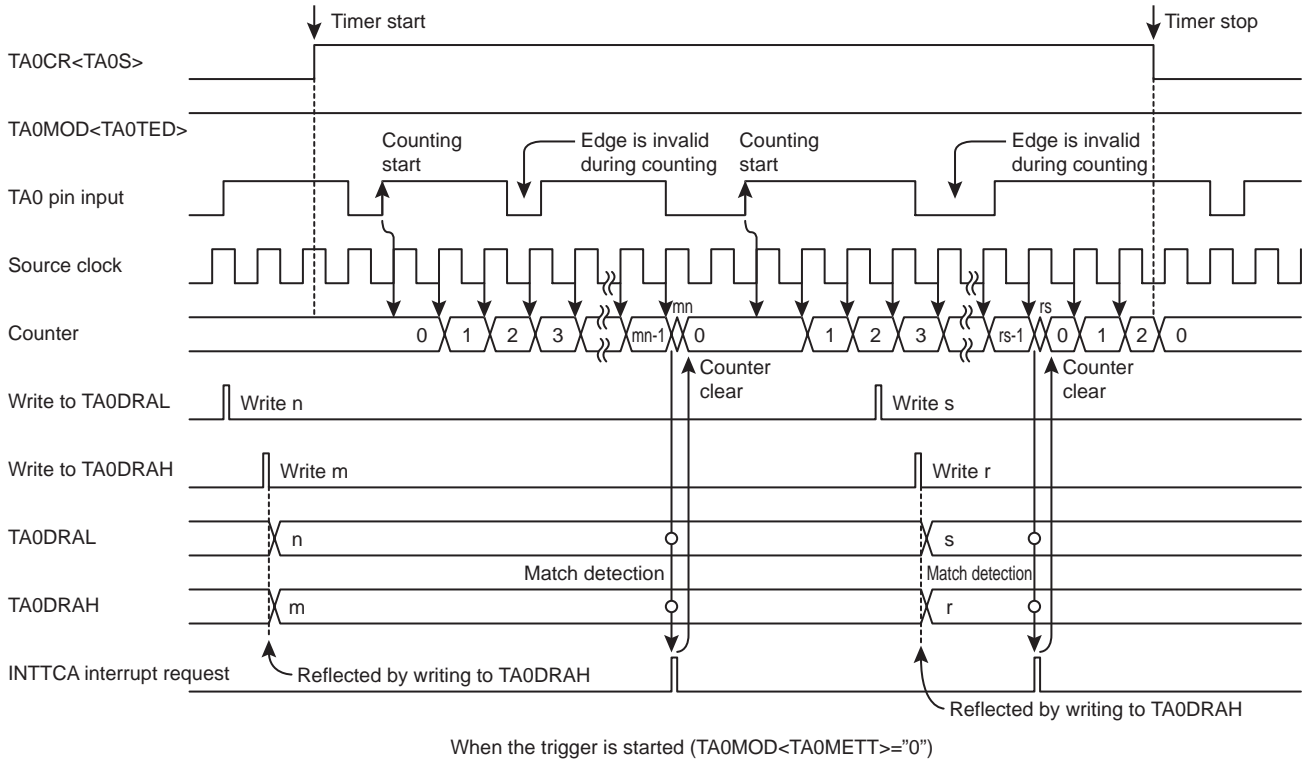 Timer start
Timer stop
TA0CR<TA0S>
TA0MOD<TA0TED>
Counting
start
Edge is invalid
during counting
Counting
start
Edge is invalid
during counting
TA0 pin input
Source clock
mn
rs
Counter
0 1 2 3 mn-1 0 1 2 3 rs-1 0 1 2 0
Counter
clear
Counter
clear
Write to TA0DRAL
Write n
Write s
Write to TA0DRAH
Write m
Write r
TA0DRAL
n
s
Match detection
Match detection
TA0DRAH
m
r
INTTCA interrupt request
Reflected by writing to TA0DRAH
Reflected by writing to TA0DRAH
When the trigger is started (TA0MOD<TA0METT>=”0”)